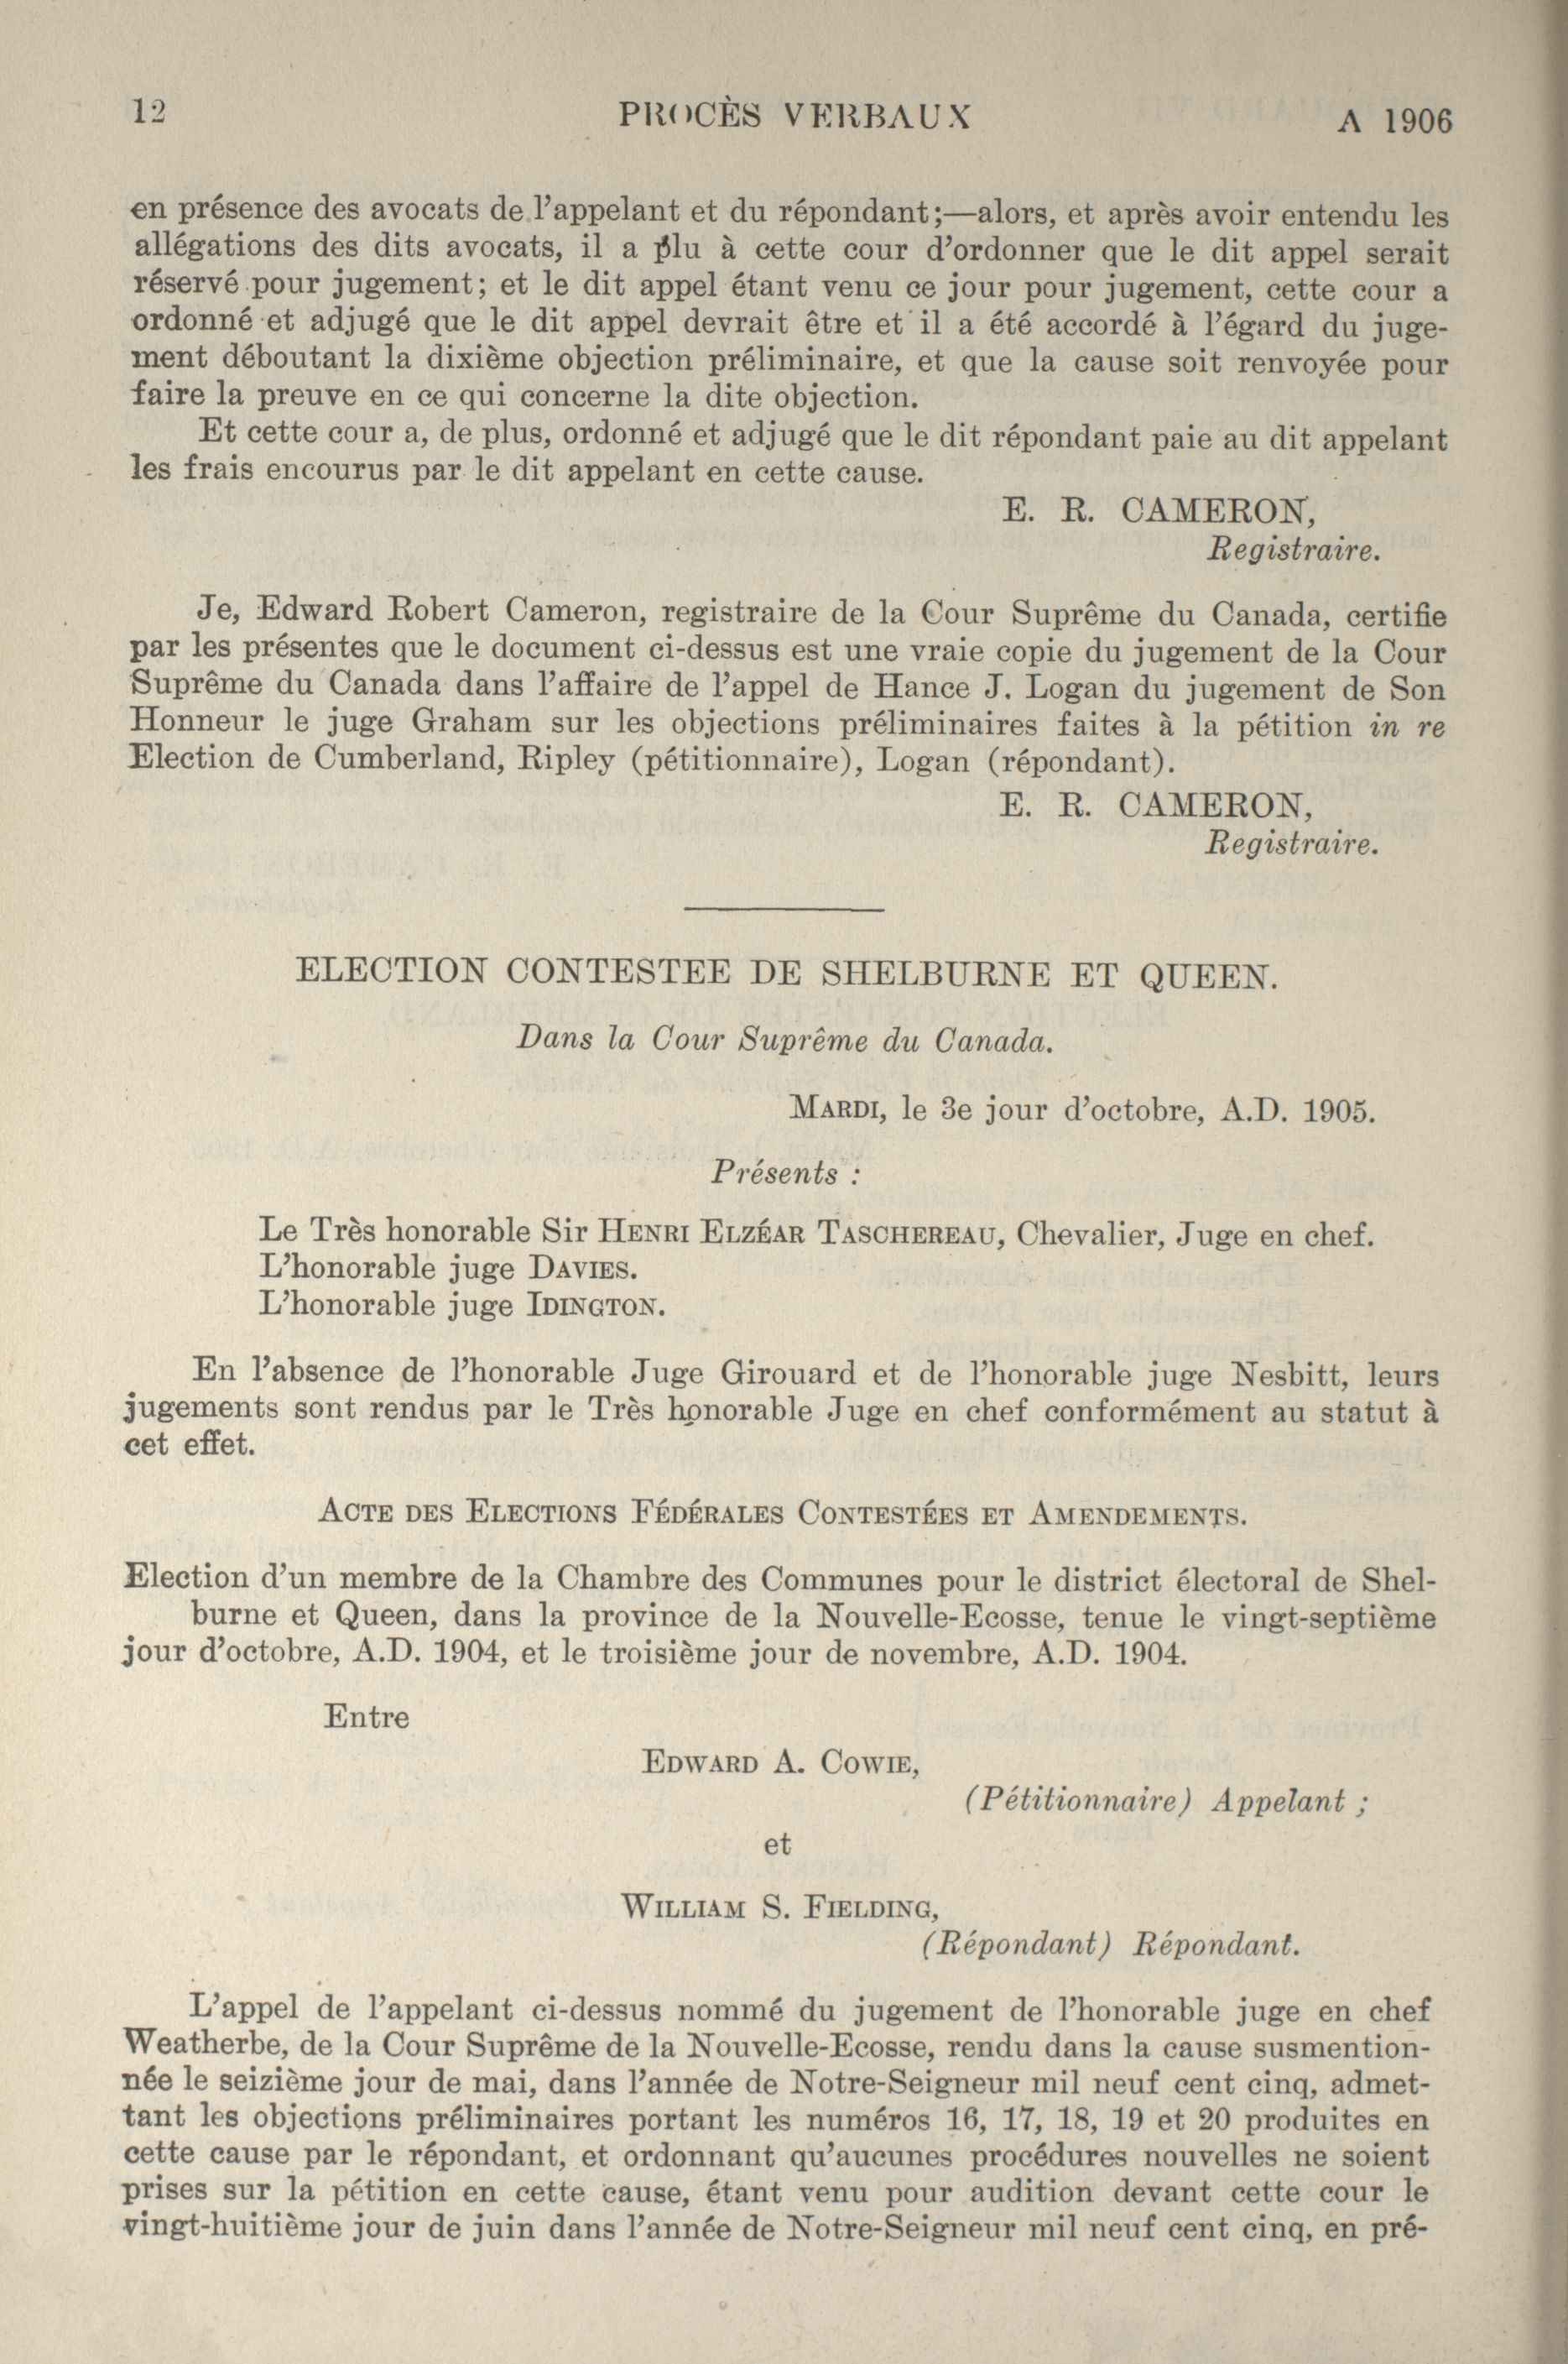 12 PROCÈS VERBAUX A 1906
en présence des avocats de l'appelant et du répondant;—alors, et après avoir entendu les
allégations des dits avocats, il a plu à cette cour d'ordonner que le dit appel serait
réservé pour jugement; et le dit appel étant venu ce jour pour jugement, cette cour a
ordonné et adjugé que le dit appel devrait être et il a été accordé à l'égard du juge-
ment déboutant la dixième objection préliminaire, et que la cause soit renvoyée pour
faire la preuve en ce qui concerne la dite objection.
Et cette cour a, de plus, ordonné et adjugé que le dit répondant paie au dit appelant
les frais encourus par le dit appelant en cette cause.
E. R. CAMERON,
Registraire.
Je, Edward Robert Cameron, registraire de la Cour Suprême du Canada, certifie
par les présentes que le document ci-dessus est une vraie copie du jugement de la Cour
Suprême du Canada dans l'affaire de l'appel de Hance J. Logan du jugement de Son
Honneur le juge Graham sur les objections préliminaires faites à la pétition in re
Election de Cumberland, Ripley (pétitionnaire), Logan (répondant).
E. R. CAMERON,
Registraire.
ELECTION CONTESTEE DE SHELBURNE ET QUEEN.
Dans la Cour Suprême du Canada.
MARDI, le 3e jour d'octobre, A.D. 1905.
Présents :
Le Très honorable Sir HENRI ELZÉAR TASCHEREAU, Chevalier, Juge en chef.
L'honorable juge DAVIES.
L'honorable juge IDINGTON.
En l'absence de l'honorable Juge Girouard et de l'honorable juge Nesbitt, leurs
jugements sont rendus par le Très honorable Juge en chef conformément au statut à
cet effet.
ACTE DES ELECTIONS FÉDÉRALES CONTESTÉES ET AMENDEMENTS.
Election d'un membre de la Chambre des Communes pour le district électoral de Shel-
burne et Queen, dans la province de la Nouvelle-Ecosse, tenue le vingt-septième
jour d'octobre, A.D. 1904, et le troisième jour de novembre, A.D. 1904.
Entre
EDWARD A. COWIE,
(Pétitionnaire) Appelant ;
et
WILLIAM S. FIELDING,
(Répondant) Répondant.
L'appel de l'appelant ci-dessus nommé du jugement de l'honorable juge en chef
Weatherbe, de la Cour Suprême de la Nouvelle-Ecosse, rendu dans la cause susmention-
née le seizième jour de mai, dans l'année de Notre-Seigneur mil neuf cent cinq, admet-
tant les objections préliminaires portant les numéros 16, 17, 18, 19 et 20 produites en
cette cause par le répondant, et ordonnant qu'aucunes procédures nouvelles ne soient
prises sur la pétition en cette cause, étant venu pour audition devant cette cour le
vingt-huitième jour de juin dans l'année de Notre-Seigneur mil neuf cent cinq, en pré-